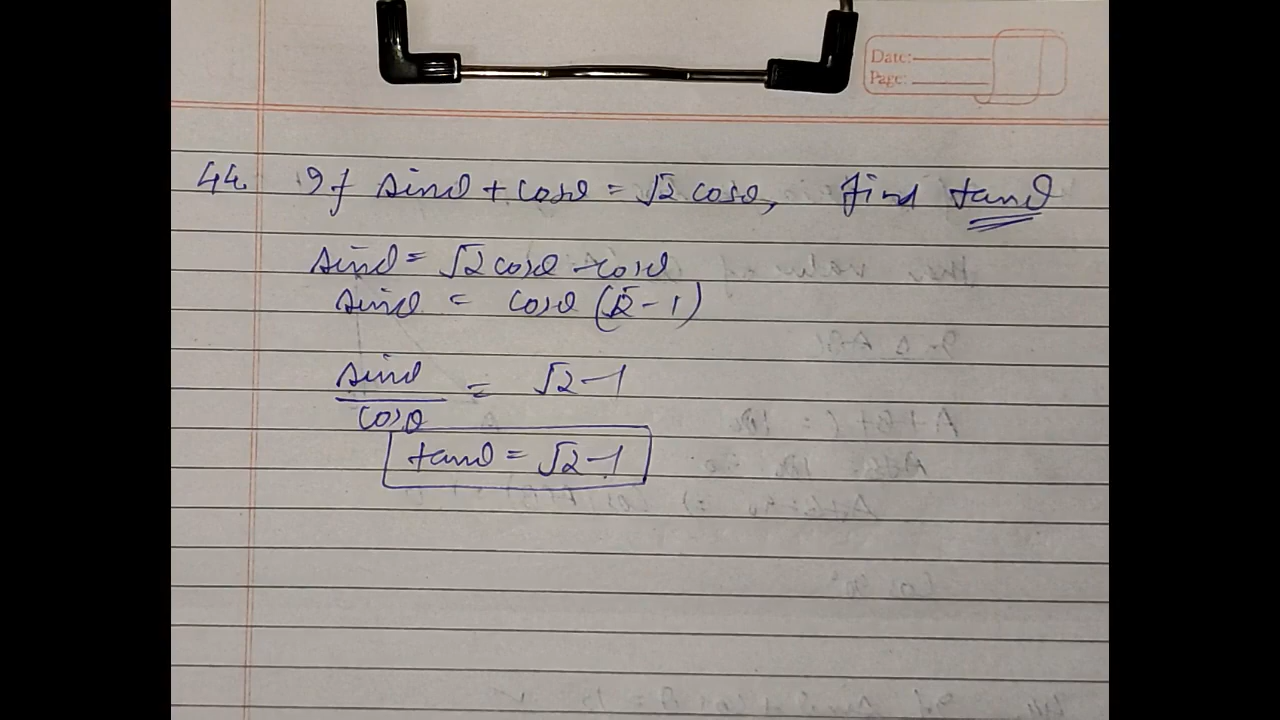 Date:
Page:
44. If sinθ + cosθ = √2 cosθ, find tanθ
sinθ = √2 cosθ - cosθ
sinθ = cosθ (√2 - 1)
sinθ/cosθ = √2 - 1
tanθ = √2 - 1